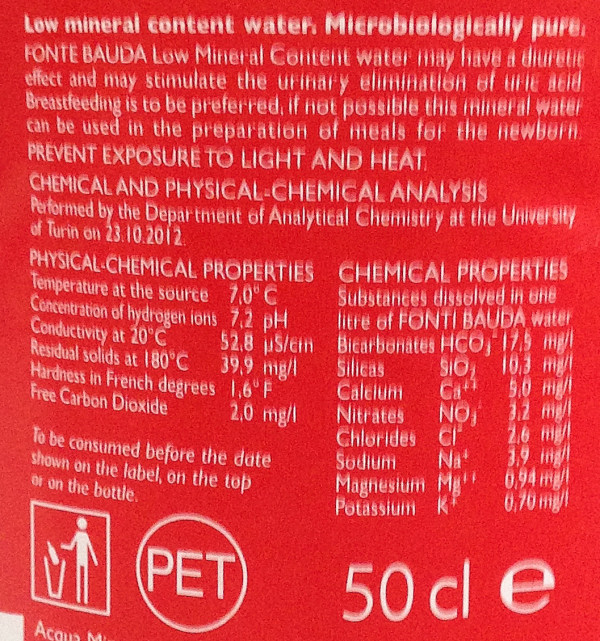 Low mineral content water. Microbiologically pure.
FONTE BAUDA Low Mineral Content water may have a diuretic
effect and may stimulate the urinary elimination of uric acid.
Breastfeeding is to be preferred, if not possible this mineral water
can be used in the preparation of meals for the newborn.
PREVENT EXPOSURE TO LIGHT AND HEAT.
CHEMICAL AND PHYSICAL-CHEMICAL ANALYSIS
Performed by the Department of Analytical Chemistry at the University
of Turin on 23.10.2012.
PHYSICAL-CHEMICAL PROPERTIES
Temperature at the source 7,0° C
Concentration of hydrogen ions 7,2 pH
Conductivity at 20°C 52,8 µS/cm
Residual solids at 180°C 39,9 mg/l
Hardness in French degrees 1,6° F
Free Carbon Dioxide 2,0 mg/l
CHEMICAL PROPERTIES
Substances dissolved in one
litre of FONTI BAUDA water
Bicarbonates HCO₃⁻ 17,5 mg/l
Silicas SiO₂ 10,3 mg/l
Calcium Ca⁺⁺ 5,0 mg/l
Nitrates NO₃⁻ 3,2 mg/l
Chlorides Cl⁻ 2,6 mg/l
Sodium Na⁺ 3,9 mg/l
Magnesium Mg⁺⁺ 0,94 mg/l
Potassium K⁺ 0,70 mg/l
To be consumed before the date
shown on the label, on the top
or on the bottle.
PET
50 cl e
Acqua